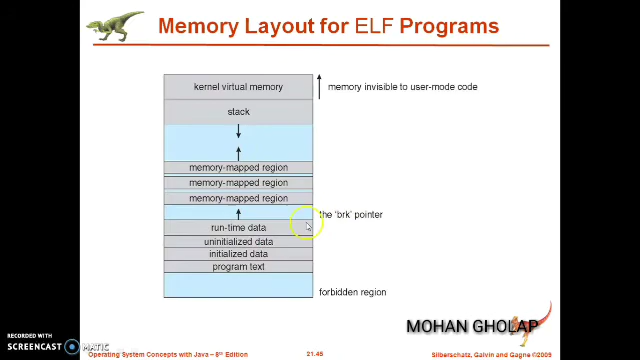 Memory Layout for ELF Programs
kernel virtual memory
memory invisible to user-mode code
stack
memory-mapped region
memory-mapped region
memory-mapped region
the 'brk' pointer
run-time data
uninitialized data
initialized data
program text
forbidden region
MOHAN GHOLAP
RECORDED WITH
SCREENCAST MATIC
Operating System Concepts with Java – 8th Edition
21.45
Silberschatz, Galvin and Gagne ©2009